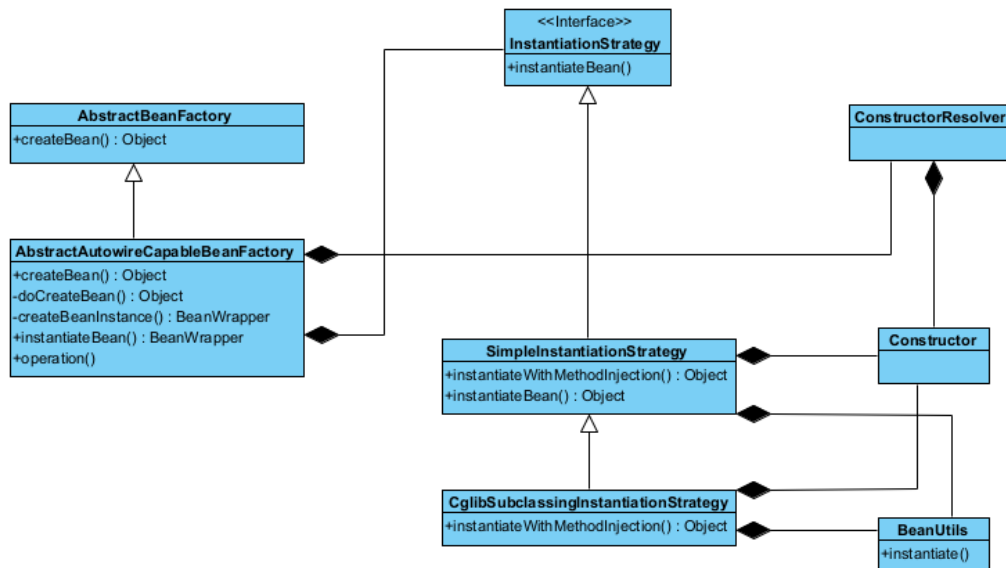 <<Interface>>
InstantiationStrategy
+instantiateBean()
AbstractBeanFactory
+createBean() : Object
ConstructorResolver
AbstractAutowireCapableBeanFactory
+createBean() : Object
-doCreateBean() : Object
-createBeanInstance() : BeanWrapper
+instantiateBean() : BeanWrapper
+operation()
SimpleInstantiationStrategy
+instantiateWithMethodInjection() : Object
+instantiateBean() : Object
Constructor
CglibSubclassingInstantiationStrategy
+instantiateWithMethodInjection() : Object
BeanUtils
+instantiate()